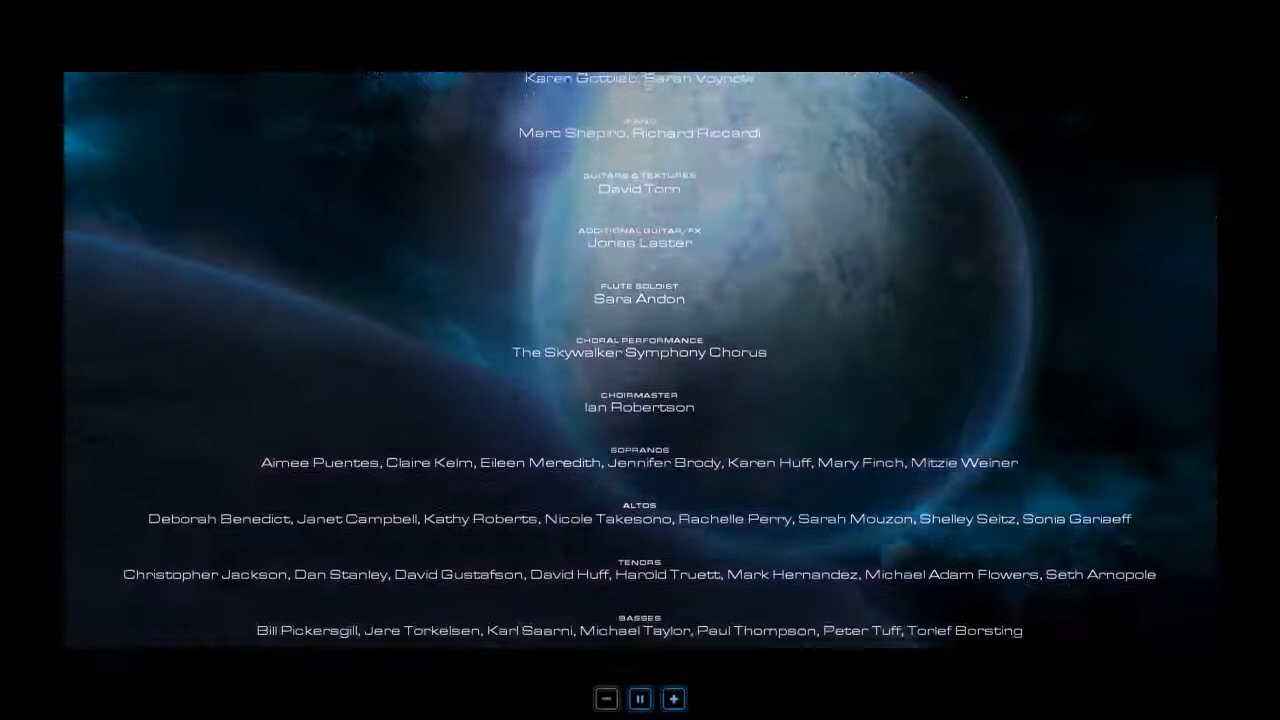 Karen Gottlieb, Sarah Voynow
PIANO
Marc Shapiro, Richard Riccardi
GUITARS & TEXTURES
David Torn
ADDITIONAL GUITAR/FX
Jonas Laster
FLUTE SOLOIST
Sara Andon
CHORAL PERFORMANCE
The Skywalker Symphony Chorus
CHOIRMASTER
Ian Robertson
SOPRANOS
Aimee Puentes, Claire Kelm, Eileen Meredith, Jennifer Brody, Karen Huff, Mary Finch, Mitzie Weiner
ALTOS
Deborah Benedict, Janet Campbell, Kathy Roberts, Nicole Takesono, Rachelle Perry, Sarah Mouzon, Shelley Seitz, Sonia Gariaeff
TENORS
Christopher Jackson, Dan Stanley, David Gustafson, David Huff, Harold Truett, Mark Hernandez, Michael Adam Flowers, Seth Arnopole
BASSES
Bill Pickersgill, Jere Torkelsen, Karl Saarni, Michael Taylor, Paul Thompson, Peter Tuff, Torlef Borsting